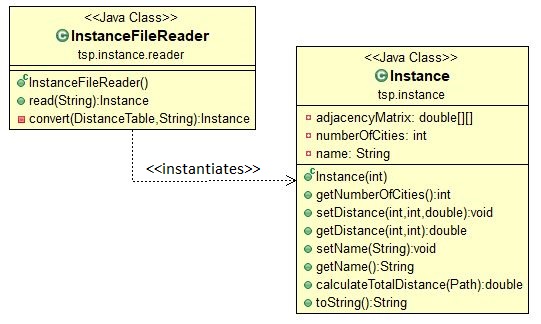 <<Java Class>>
InstanceFileReader
tsp.instance.reader
InstanceFileReader()
read(String):Instance
convert(DistanceTable,String):Instance
<<instantiates>>
<<Java Class>>
Instance
tsp.instance
adjacencyMatrix: double[][]
numberOfCities: int
name: String
Instance(int)
getNumberOfCities():int
setDistance(int,int,double):void
getDistance(int,int):double
setName(String):void
getName():String
calculateTotalDistance(Path):double
toString():String